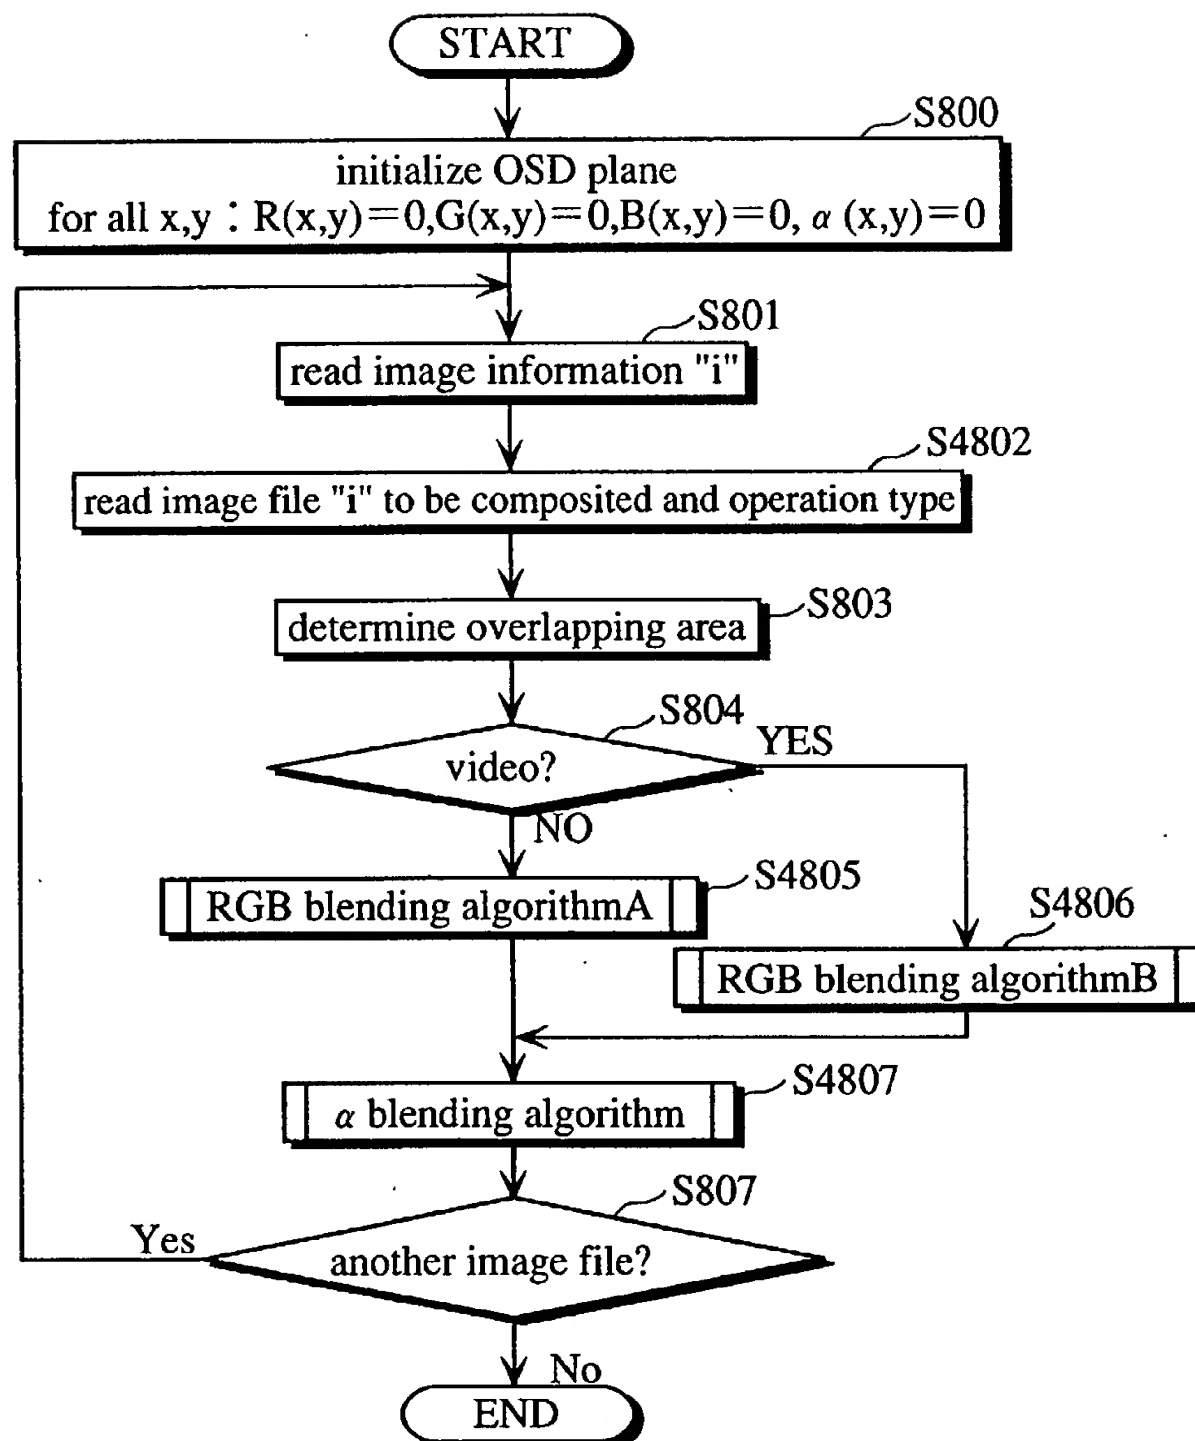 START
S800
initialize OSD plane
for all x,y : R(x,y)=0,G(x,y)=0,B(x,y)=0, α (x,y)=0
S801
read image information "i"
S4802
read image file "i" to be composited and operation type
S803
determine overlapping area
S804
video?
YES
NO
S4805
RGB blending algorithmA
S4806
RGB blending algorithmB
S4807
α blending algorithm
S807
Yes
another image file?
No
END